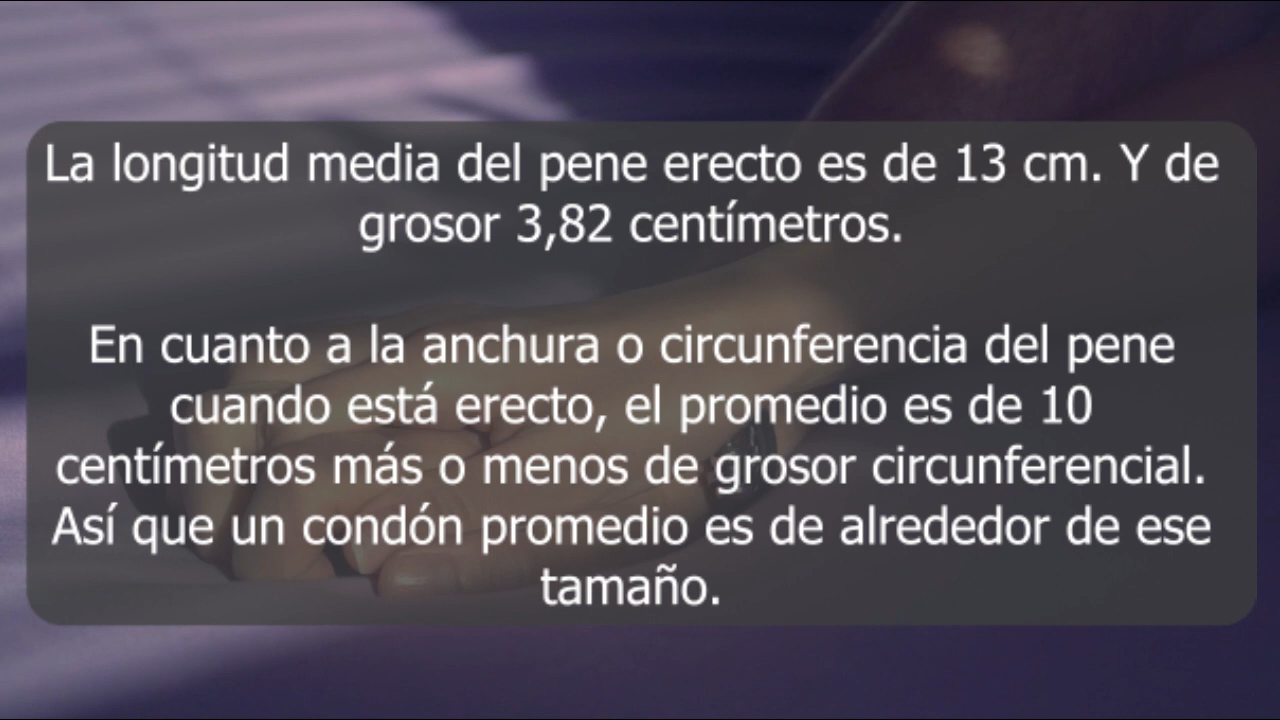 La longitud media del pene erecto es de 13 cm. Y de
grosor 3,82 centímetros.
En cuanto a la anchura o circunferencia del pene
cuando está erecto, el promedio es de 10
centímetros más o menos de grosor circunferencial.
Así que un condón promedio es de alrededor de ese
tamaño.